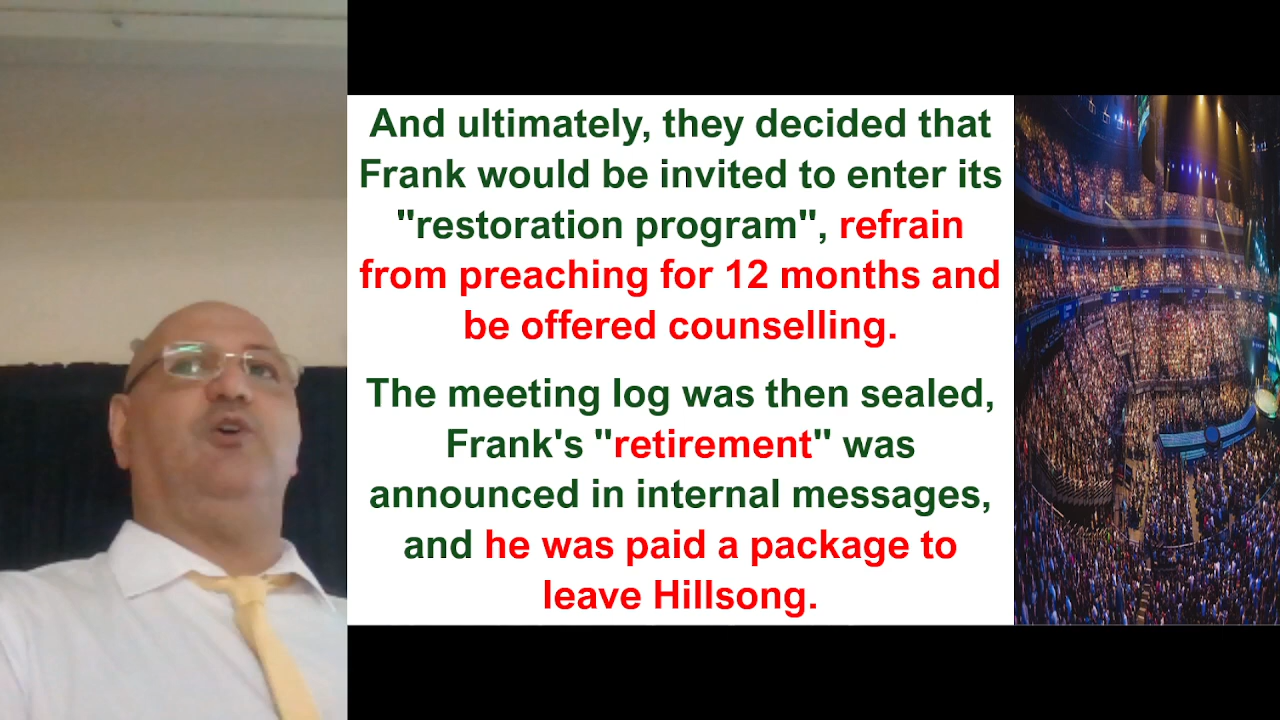 And ultimately, they decided that
Frank would be invited to enter its
"restoration program", refrain
from preaching for 12 months and
be offered counselling.
The meeting log was then sealed,
Frank's "retirement" was
announced in internal messages,
and he was paid a package to
leave Hillsong.